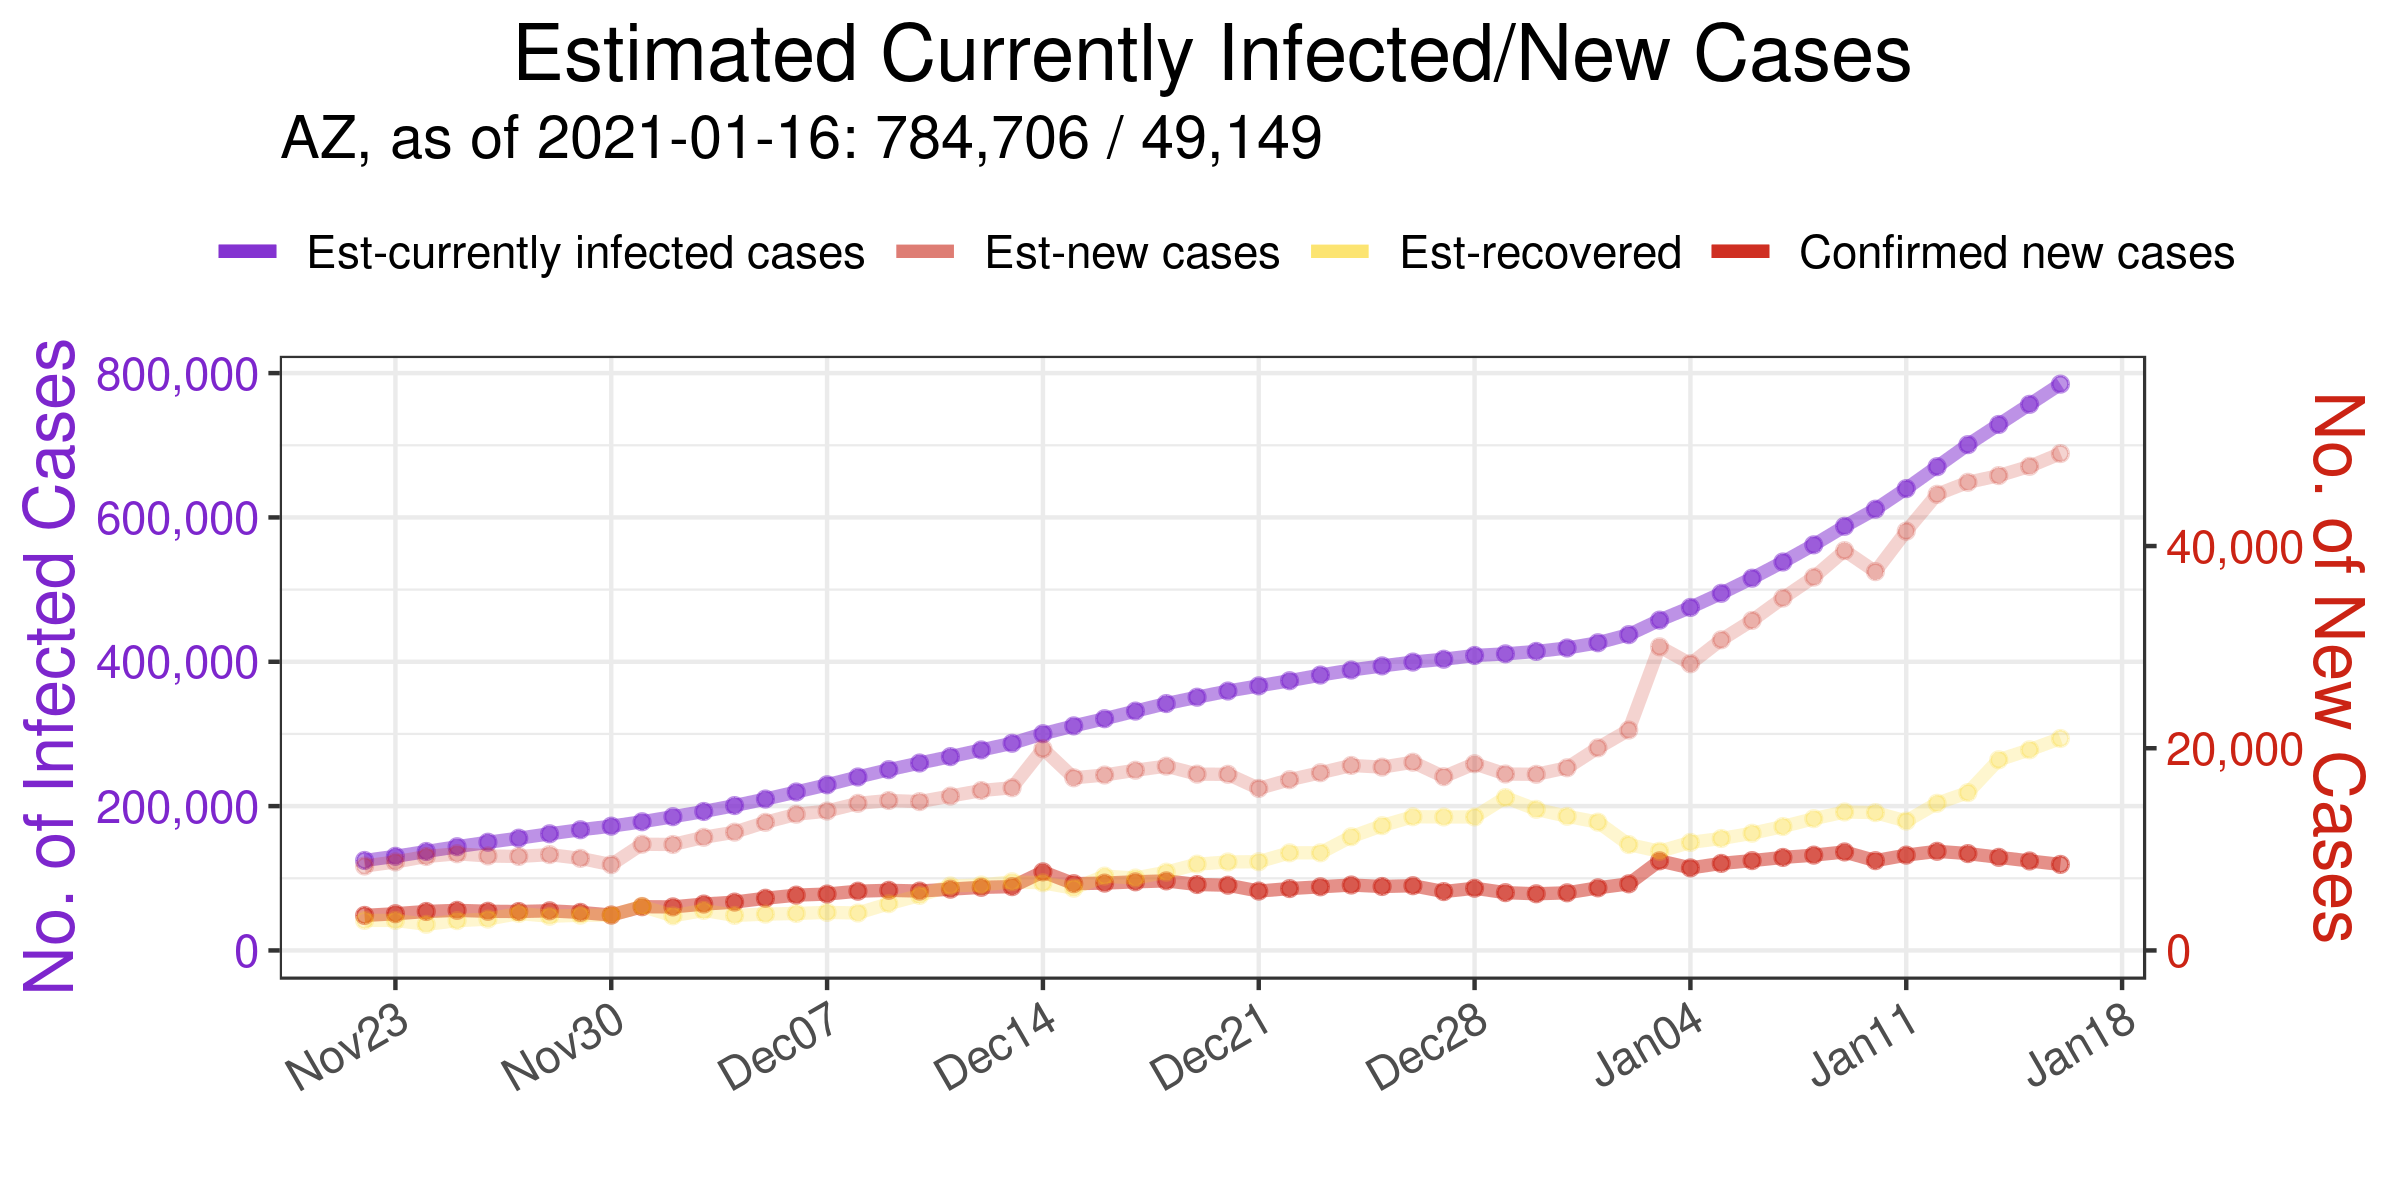 Estimated Currently Infected/New Cases
AZ, as of 2021-01-16: 784,706 / 49,149
Est-currently infected cases Est-new cases Est-recovered Confirmed new cases
No. of Infected Cases
800,000
600,000
400,000
200,000
0
No. of New Cases
40,000
20,000
0
Nov23 Nov30 Dec07 Dec14 Dec21 Dec28 Jan04 Jan11 Jan18